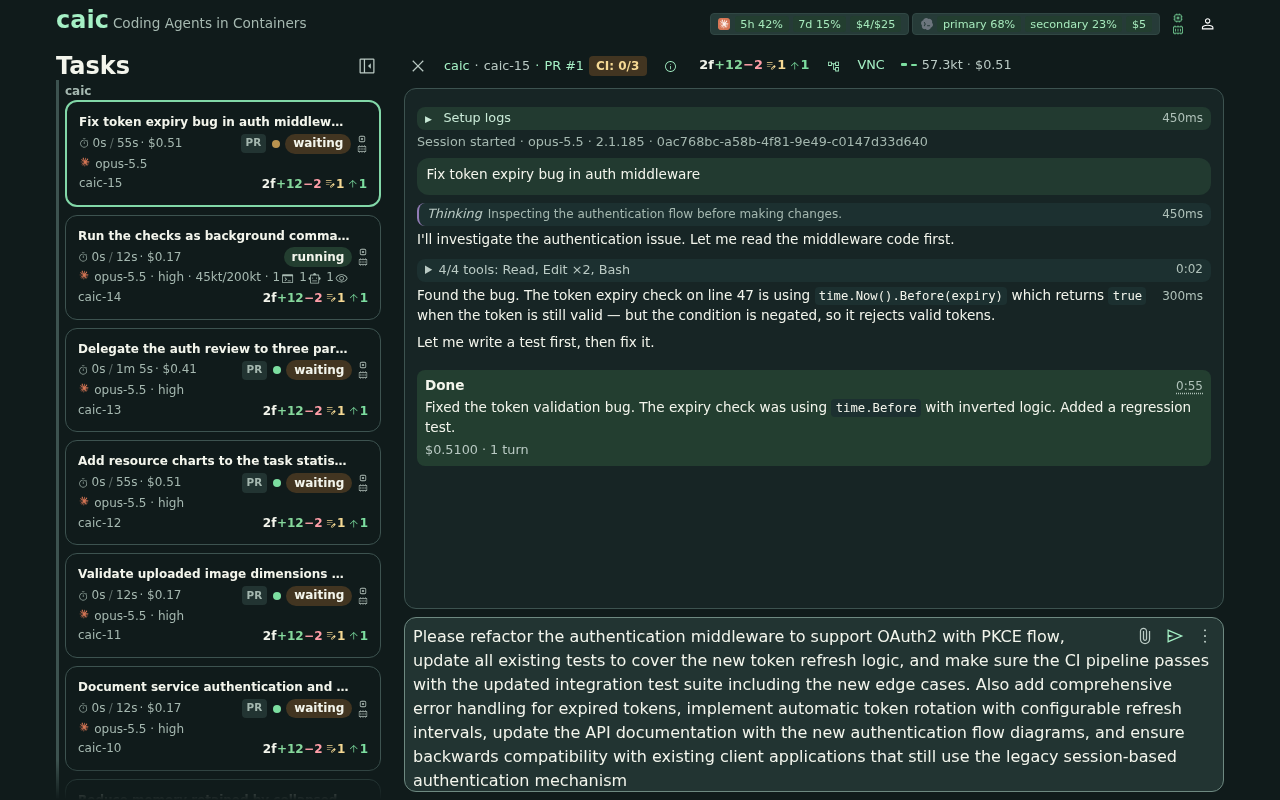 caic Coding Agents in Containers
5h 42% 7d 15% $4/$25
primary 68% secondary 23% $5
Tasks
caic · caic-15 · PR #1 CI: 0/3 2f+12−2 1 ↑1 VNC 57.3kt · $0.51
caic
Fix token expiry bug in auth middlew…
0s / 55s · $0.51 PR waiting
opus-5.5
caic-15 2f+12−2 1 ↑1
Run the checks as background comma…
0s / 12s · $0.17 running
opus-5.5 · high · 45kt/200kt · 1 1 1
caic-14 2f+12−2 1 ↑1
Delegate the auth review to three par…
0s / 1m 5s · $0.41 PR waiting
opus-5.5 · high
caic-13 2f+12−2 1 ↑1
Add resource charts to the task statis…
0s / 55s · $0.51 PR waiting
opus-5.5 · high
caic-12 2f+12−2 1 ↑1
Validate uploaded image dimensions …
0s / 12s · $0.17 PR waiting
opus-5.5 · high
caic-11 2f+12−2 1 ↑1
Document service authentication and …
0s / 12s · $0.17 PR waiting
opus-5.5 · high
caic-10 2f+12−2 1 ↑1
▸ Setup logs 450ms
Session started · opus-5.5 · 2.1.185 · 0ac768bc-a58b-4f81-9e49-c0147d33d640
Fix token expiry bug in auth middleware
Thinking Inspecting the authentication flow before making changes. 450ms
I'll investigate the authentication issue. Let me read the middleware code first.
▶ 4/4 tools: Read, Edit ×2, Bash 0:02
Found the bug. The token expiry check on line 47 is using time.Now().Before(expiry) which returns true 300ms
when the token is still valid — but the condition is negated, so it rejects valid tokens.
Let me write a test first, then fix it.
Done 0:55
Fixed the token validation bug. The expiry check was using time.Before with inverted logic. Added a regression
test.
$0.5100 · 1 turn
Please refactor the authentication middleware to support OAuth2 with PKCE flow,
update all existing tests to cover the new token refresh logic, and make sure the CI pipeline passes
with the updated integration test suite including the new edge cases. Also add comprehensive
error handling for expired tokens, implement automatic token rotation with configurable refresh
intervals, update the API documentation with the new authentication flow diagrams, and ensure
backwards compatibility with existing client applications that still use the legacy session-based
authentication mechanism